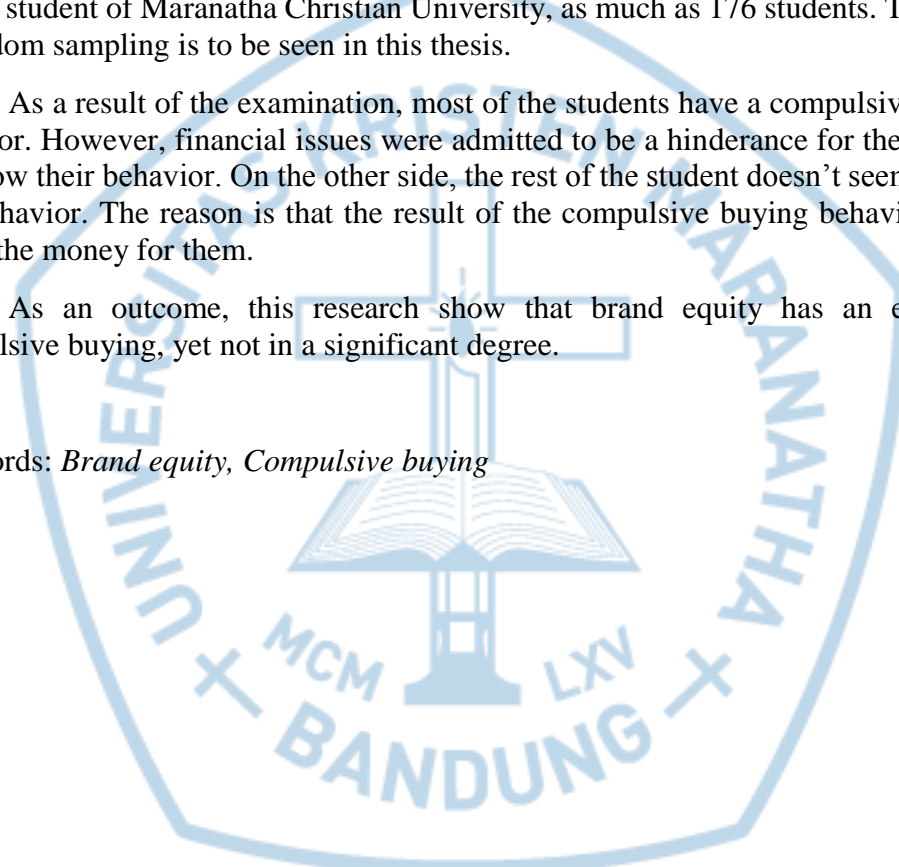 student of Maranatha Christian University, as much as 176 students. T
dom sampling is to be seen in this thesis.
As a result of the examination, most of the students have a compulsiv
or. However, financial issues were admitted to be a hinderance for the
ow their behavior. On the other side, the rest of the student doesn't seen
havior. The reason is that the result of the compulsive buying behavi
the money for them.
As an outcome, this research show that brand equity has an e
lsive buying, yet not in a significant degree.
ords: Brand equity, Compulsive buying
UNIVERSITAS KRISTEN MARANATHA
MCM LXV
BANDUNG